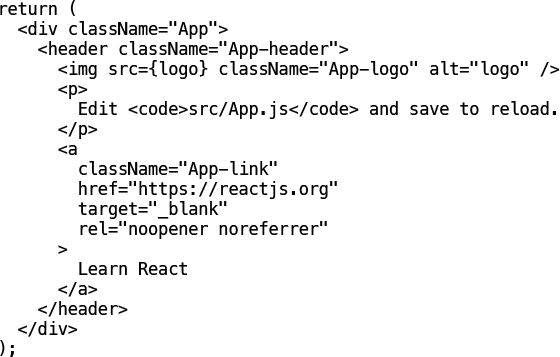 return (
  <div className="App">
    <header className="App-header">
      <img src={logo} className="App-logo" alt="logo" />
      <p>
        Edit <code>src/App.js</code> and save to reload.
      </p>
      <a
        className="App-link"
        href="https://reactjs.org"
        target="_blank"
        rel="noopener noreferrer"
      >
        Learn React
      </a>
    </header>
  </div>
);